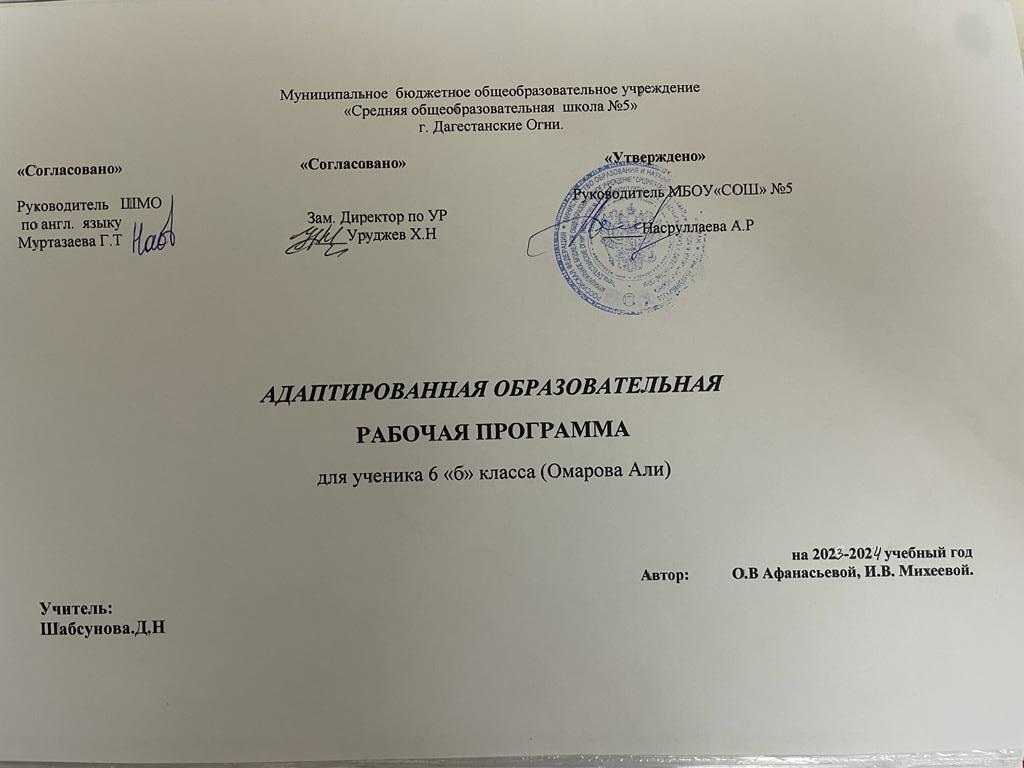 Муниципальное бюджетное общеобразовательное учреждение
«Средняя общеобразовательная школа №5»
г. Дагестанские Огни.
«Согласовано»
Руководитель ШМО
по англ. языку
Муртазаева Г.Т
«Согласовано»
Зам. Директор по УР
Уруджев Х.Н
«Утверждено»
Руководитель МБОУ«СОШ» №5
Насруллаева А.Р
АДАПТИРОВАННАЯ ОБРАЗОВАТЕЛЬНАЯ
РАБОЧАЯ ПРОГРАММА
для ученика 6 «б» класса (Омарова Али)
на 2023-2024 учебный год
Автор: О.В Афанасьевой, И.В. Михеевой.
Учитель:
Шабсунова.Д.Н